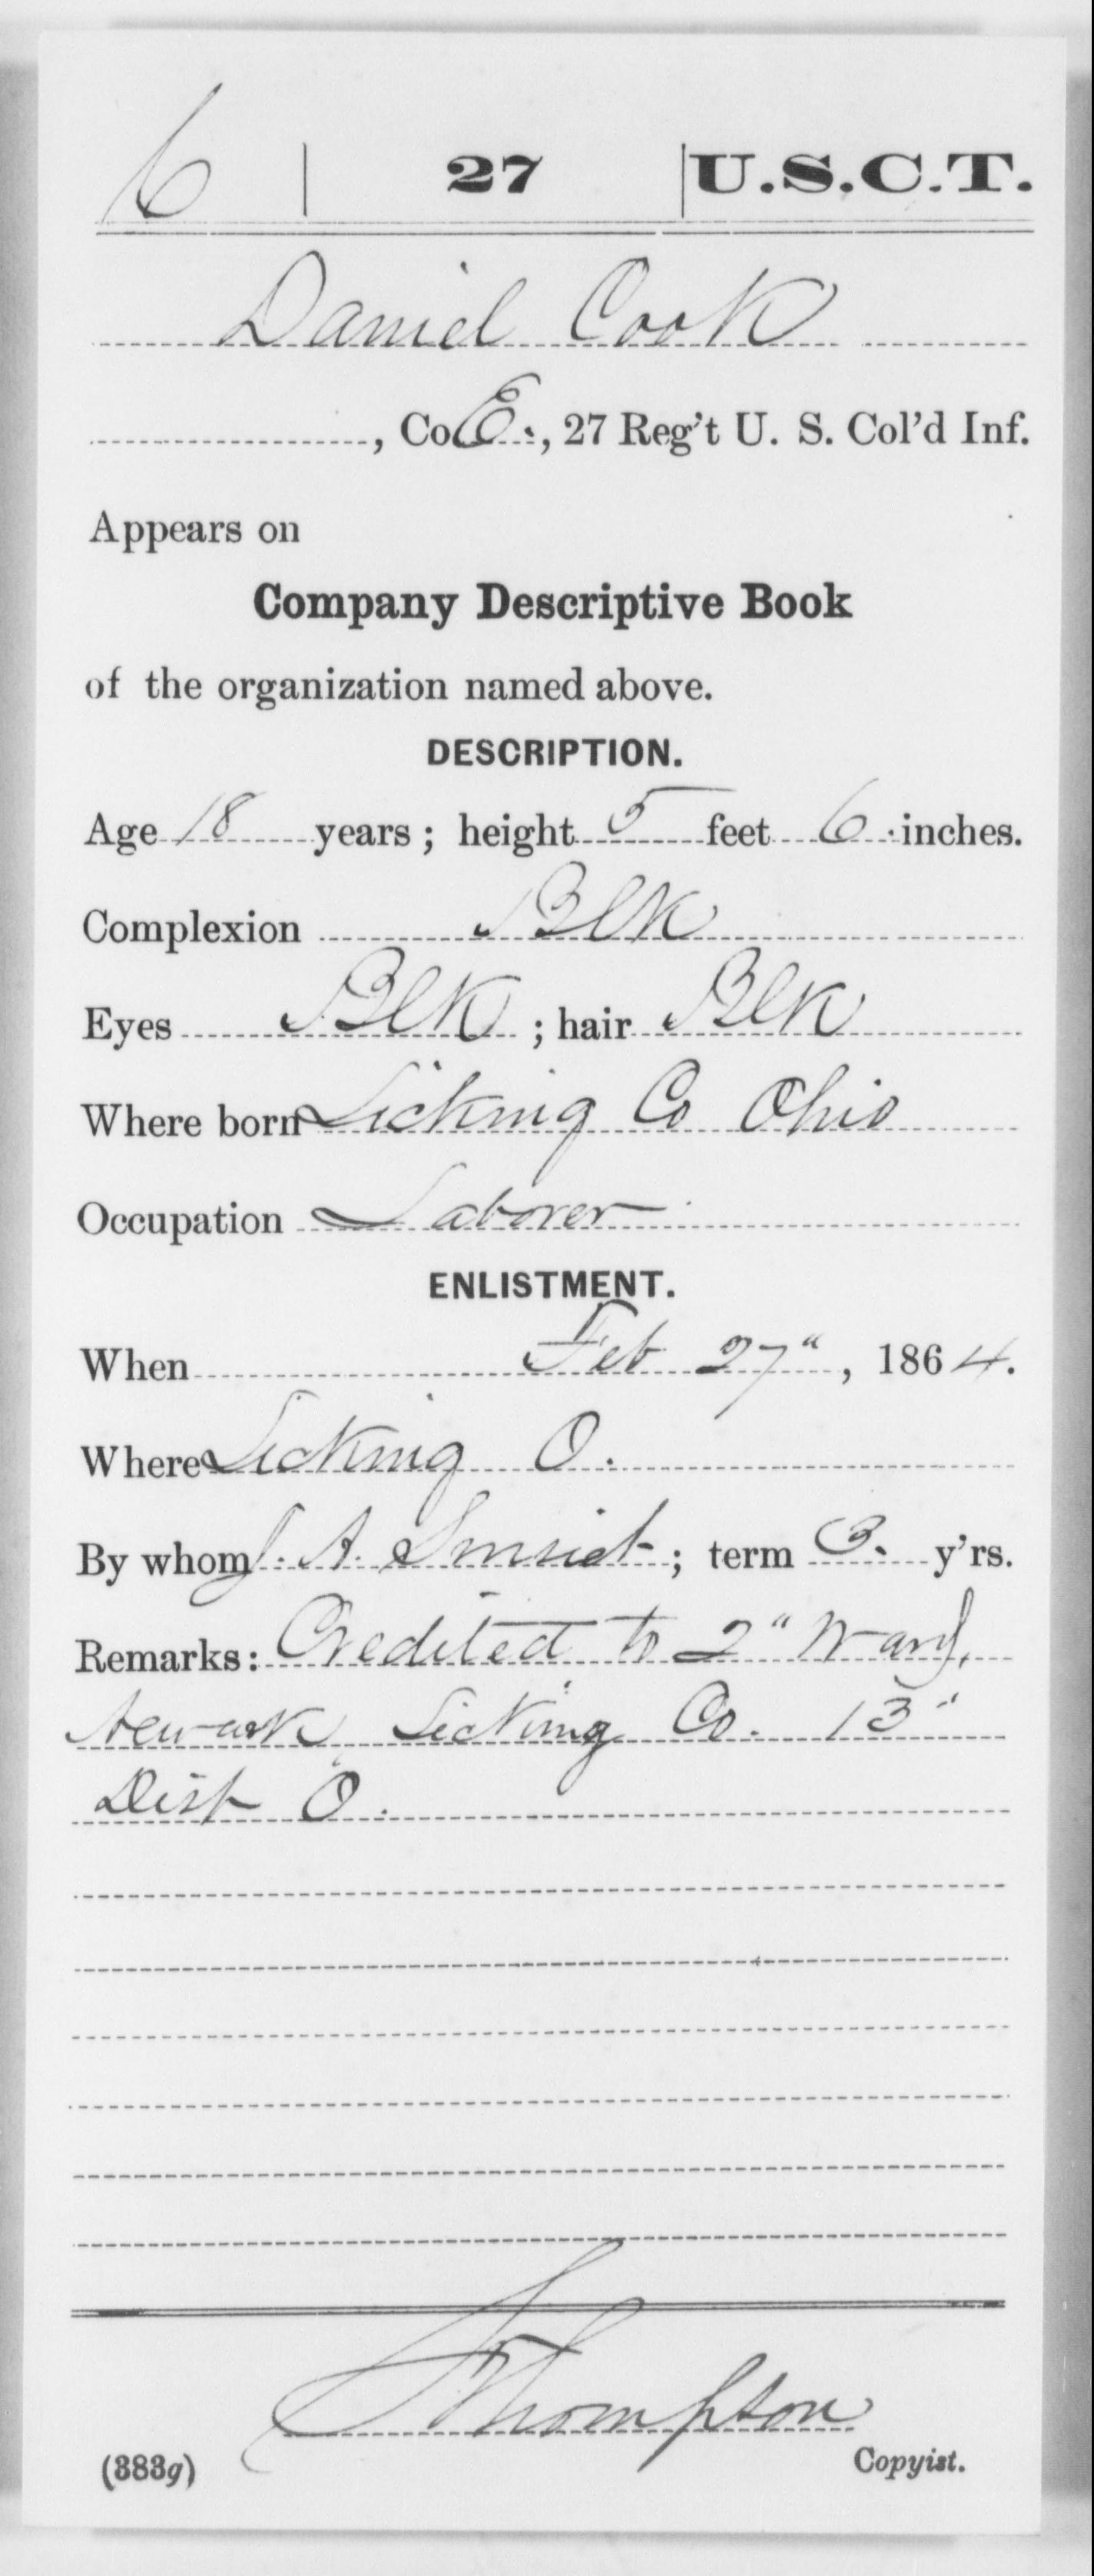 C | 27 | U.S.C.T.
Daniel Cook
, Co. E., 27 Reg't U. S. Col'd Inf.
Appears on
Company Descriptive Book
of the organization named above.
DESCRIPTION.
Age 18 years; height 5 feet 6 inches.
Complexion Blk
Eyes Blk; hair Blk
Where born Licking Co Ohio
Occupation Laborer
ENLISTMENT.
When Feb 27", 1864.
Where Licking O.
By whom J. A. ; term 3. y'rs.
Remarks: Credited to 2" Ward,
Newark Licking Co. 13"
Dist O.
Thompson
(383g) Copyist.